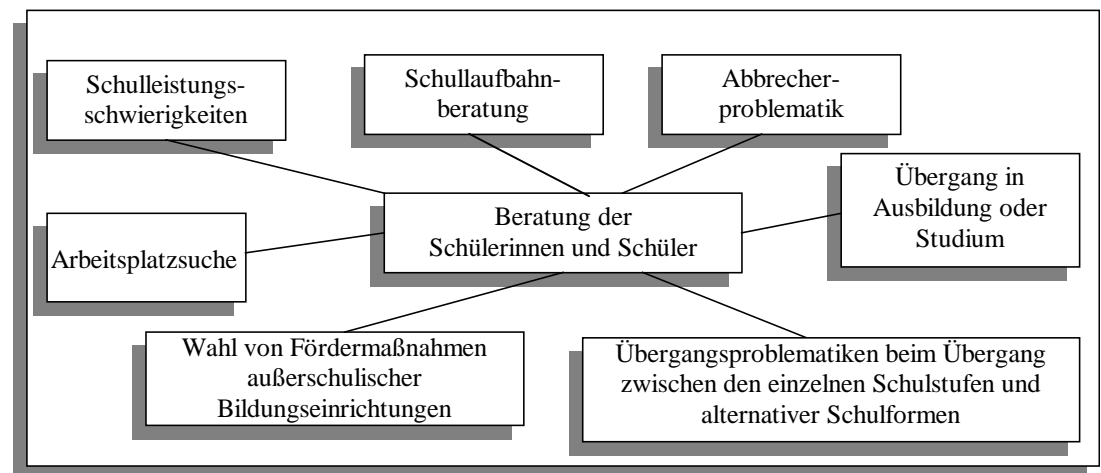 Schulleistungs-
schwierigkeiten
Schullaufbahn-
beratung
Abbrecher-
problematik
Übergang in
Ausbildung oder
Studium
Beratung der
Schülerinnen und Schüler
Arbeitsplatzsuche
Wahl von Fördermaßnahmen
außerschulischer
Bildungseinrichtungen
Übergangsproblematiken beim Übergang
zwischen den einzelnen Schulstufen und
alternativer Schulformen